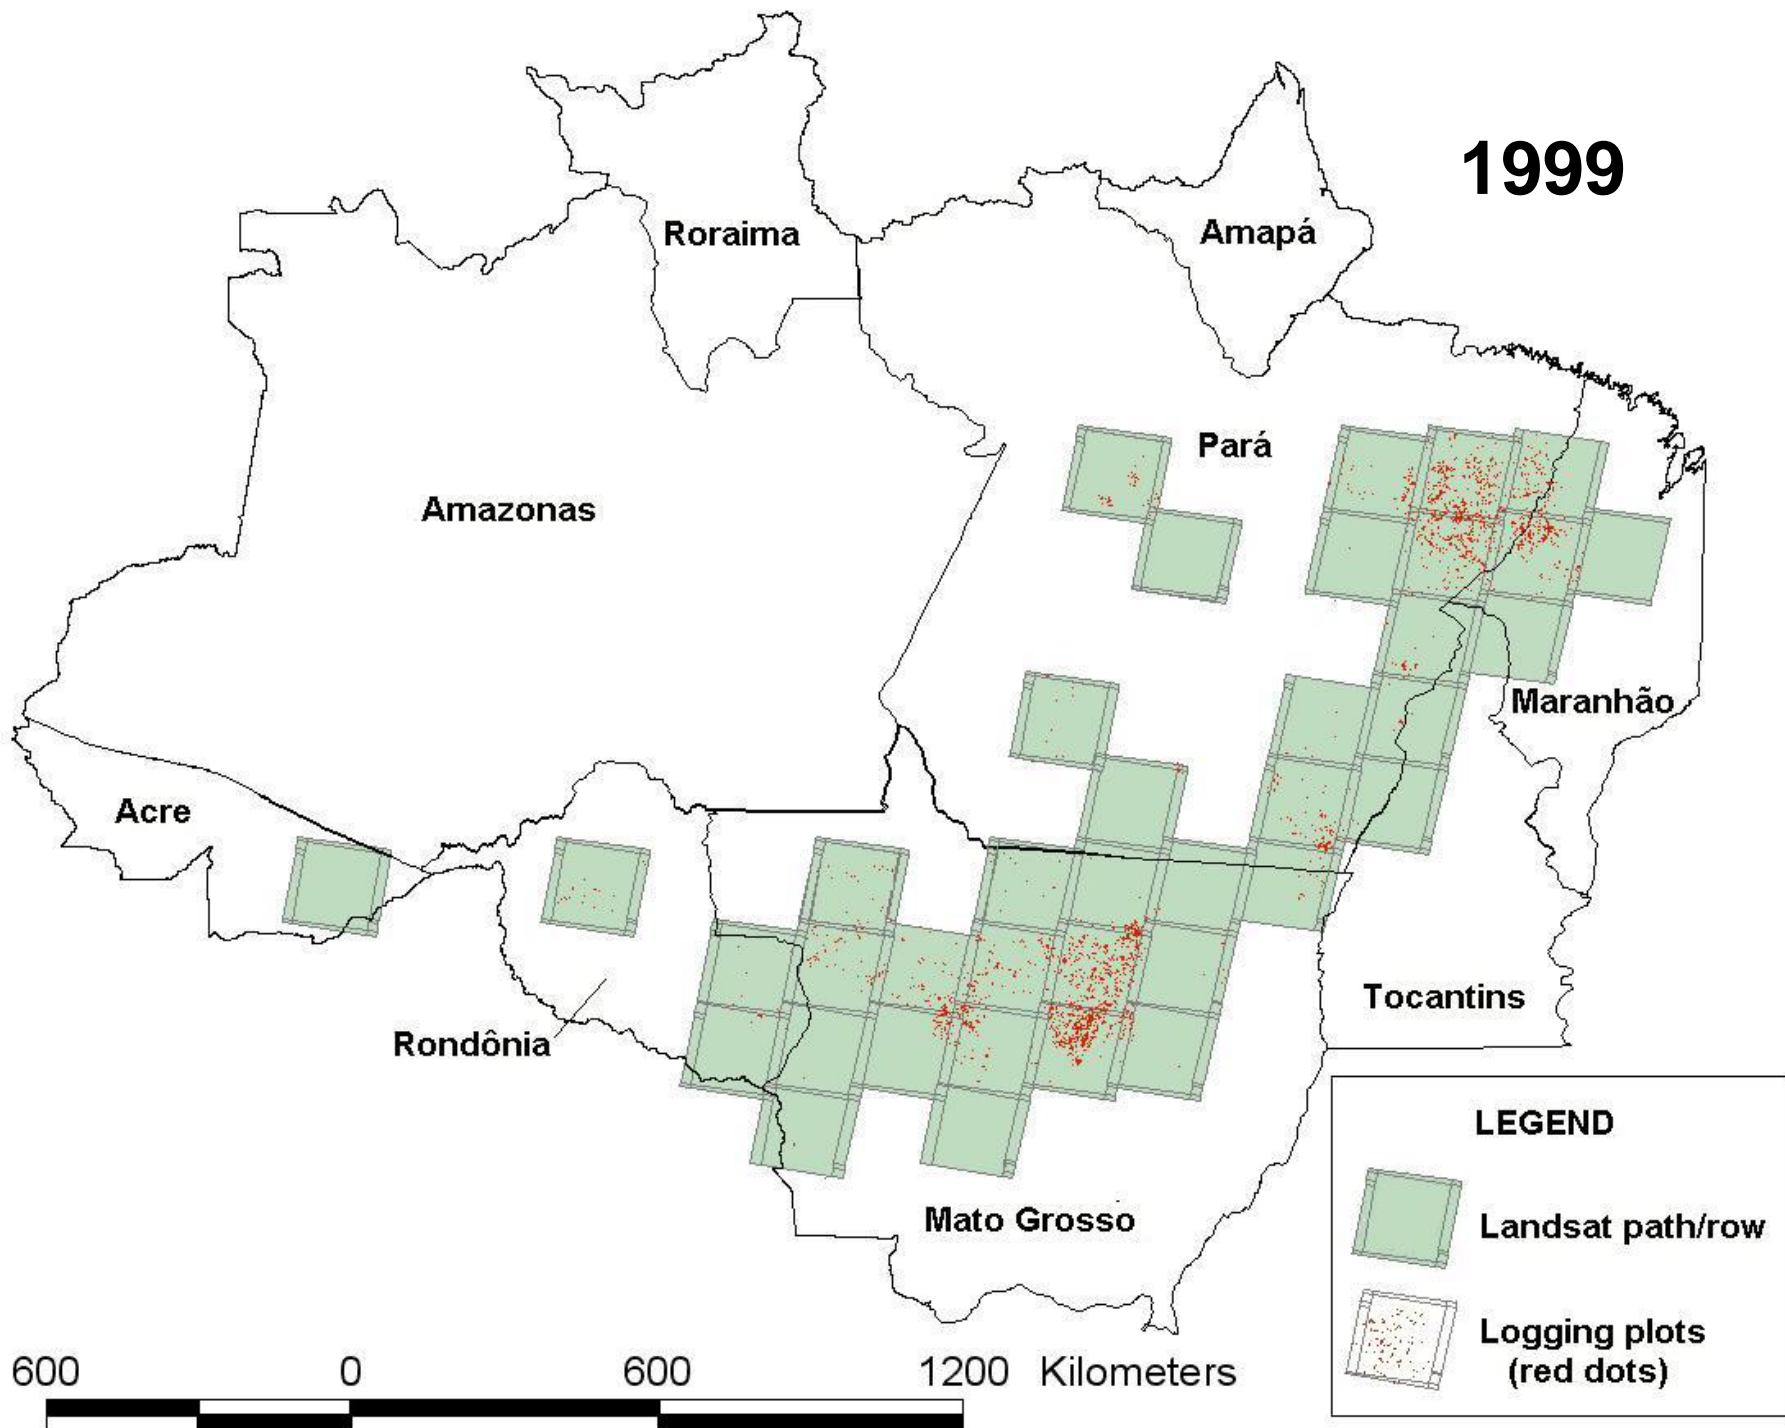 1999
Roraima
Amapá
Pará
Amazonas
Maranhão
Acre
Tocantins
Rondônia
Mato Grosso
LEGEND
Landsat path/row
Logging plots
(red dots)
600 0 600 1200 Kilometers